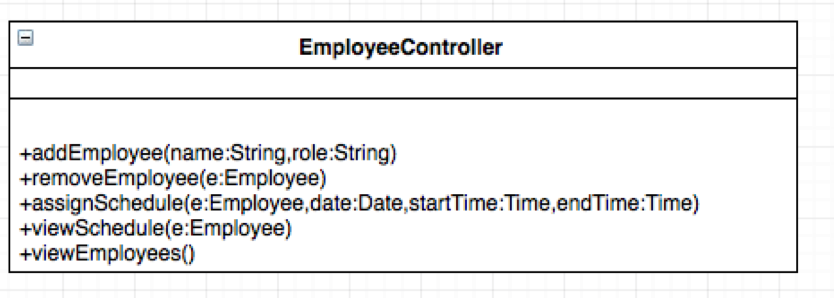 EmployeeController
+addEmployee(name:String,role:String)
+removeEmployee(e:Employee)
+assignSchedule(e:Employee,date:Date,startTime:Time,endTime:Time)
+viewSchedule(e:Employee)
+viewEmployees()